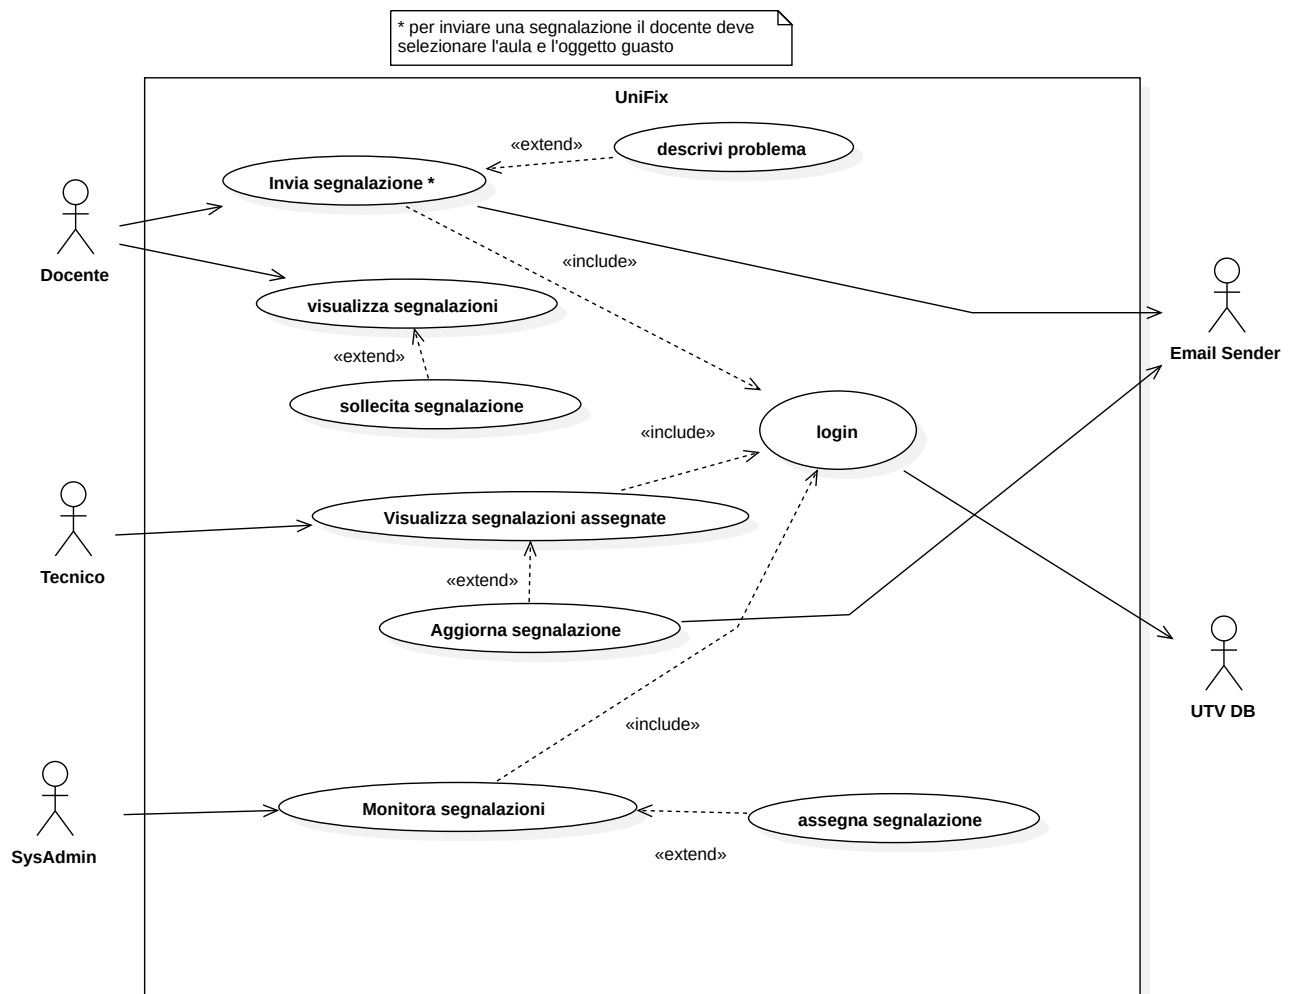 * per inviare una segnalazione il docente deve
selezionare l'aula e l'oggetto guasto
UniFix
«extend»
descrivi problema
Invia segnalazione *
Docente
«include»
visualizza segnalazioni
Email Sender
«extend»
sollecita segnalazione
«include»
login
Visualizza segnalazioni assegnate
Tecnico
«extend»
Aggiorna segnalazione
UTV DB
«include»
Monitora segnalazioni
assegna segnalazione
SysAdmin
«extend»